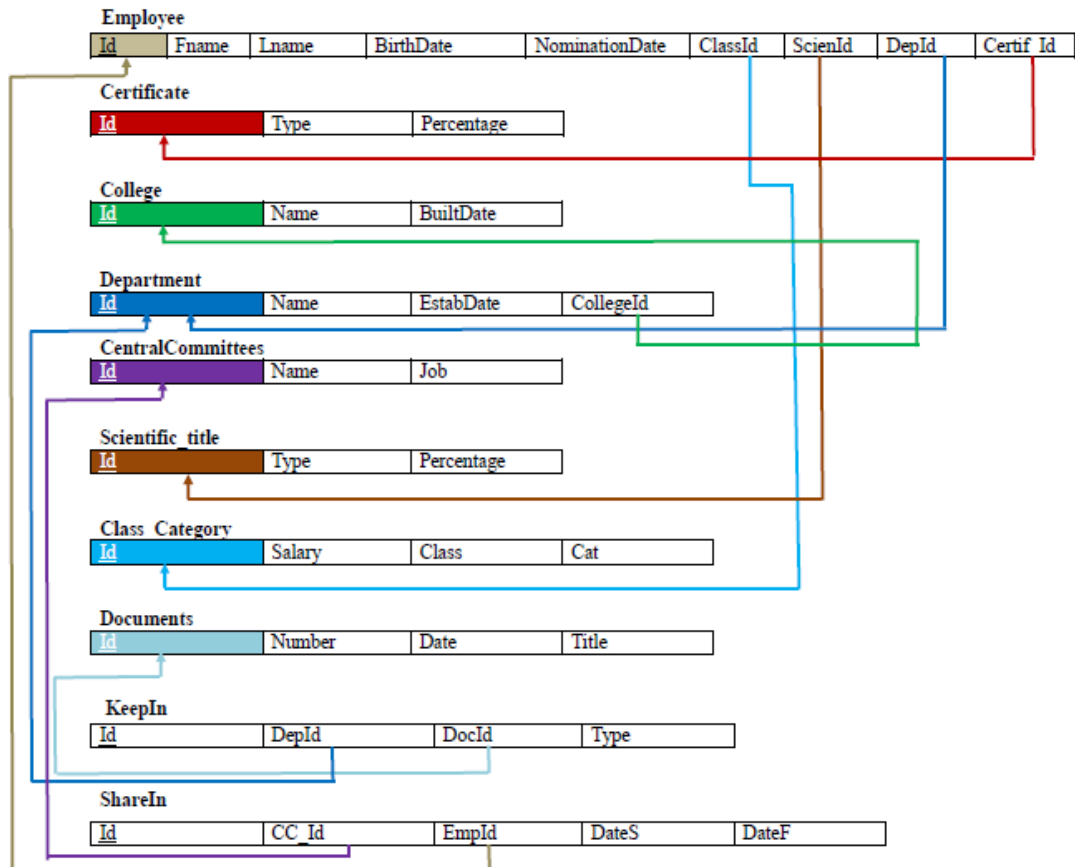 Employee
Id Fname Lname BirthDate NominationDate ClassId ScienId DepId Certif_Id
Certificate
Id Type Percentage
College
Id Name BuiltDate
Department
Id Name EstabDate CollegeId
CentralCommittees
Id Name Job
Scientific_title
Id Type Percentage
Class_Category
Id Salary Class Cat
Documents
Id Number Date Title
KeepIn
Id DepId DocId Type
ShareIn
Id CC_Id EmpId DateS DateF